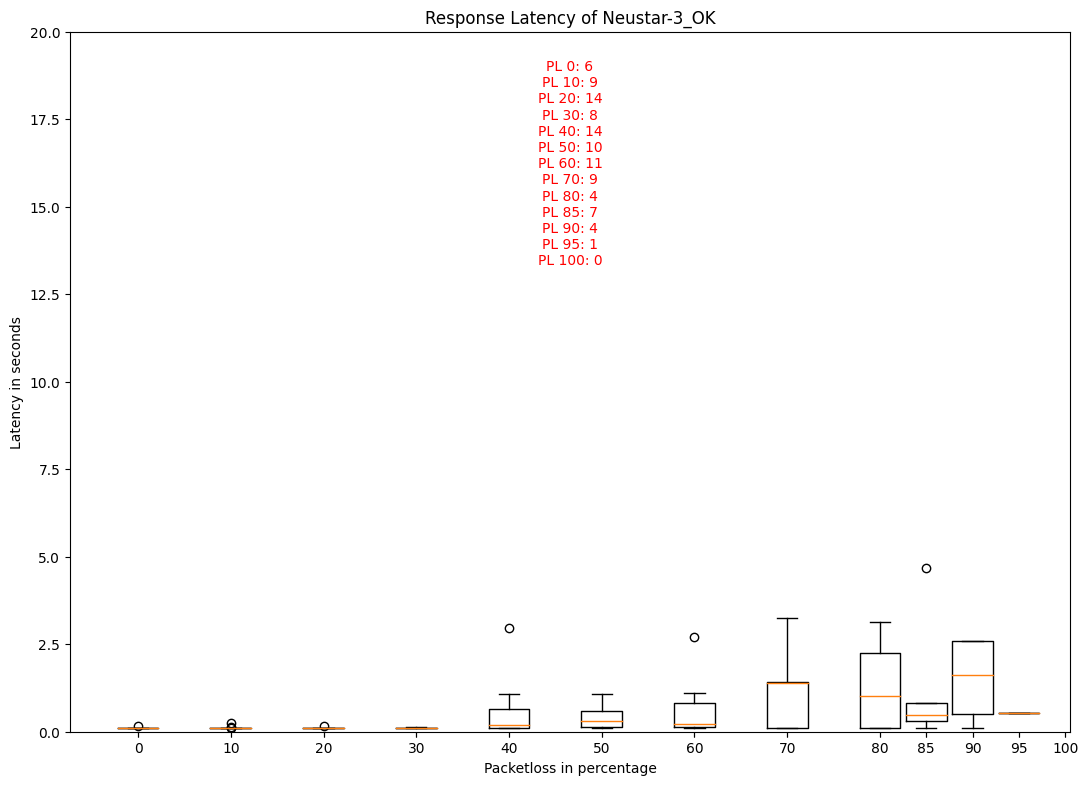 Response Latency of Neustar-3_OK
20.0
17.5
15.0
12.5
10.0
7.5
5.0
2.5
0.0
Latency in seconds
PL 0: 6
PL 10: 9
PL 20: 14
PL 30: 8
PL 40: 14
PL 50: 10
PL 60: 11
PL 70: 9
PL 80: 4
PL 85: 7
PL 90: 4
PL 95: 1
PL 100: 0
0 10 20 30 40 50 60 70 80 85 90 95 100
Packetloss in percentage